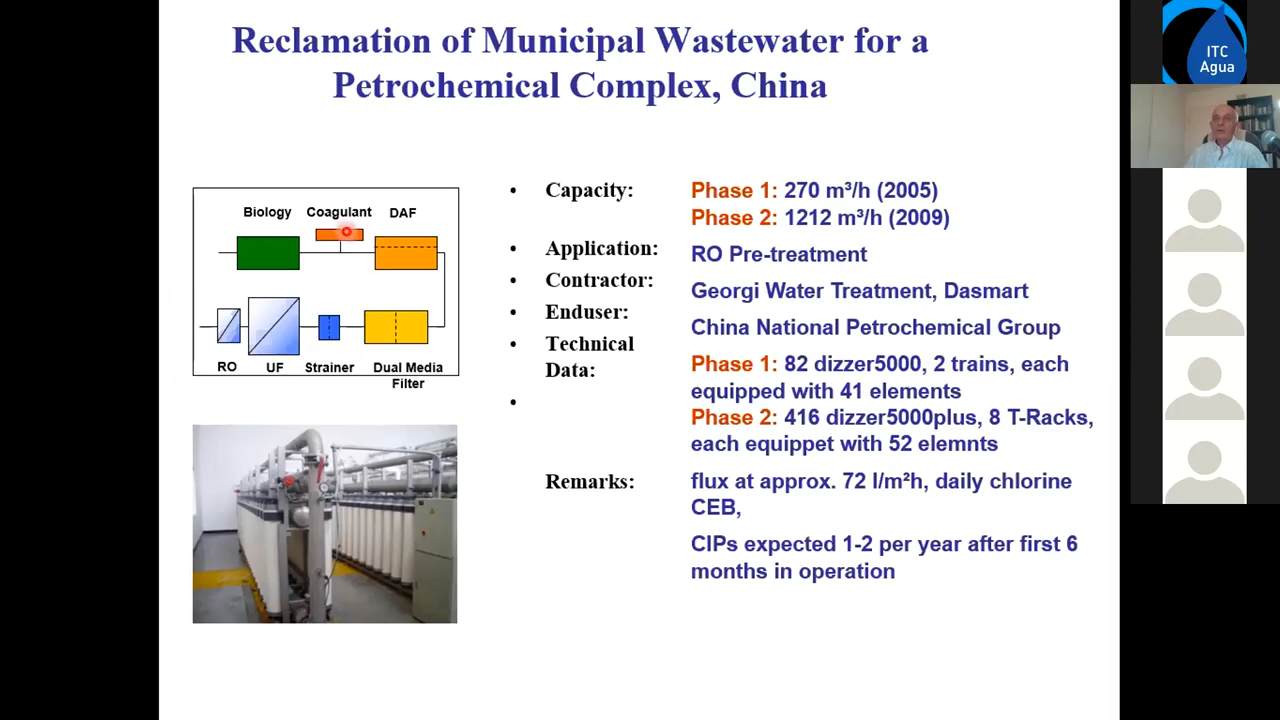 Reclamation of Municipal Wastewater for a
Petrochemical Complex, China
ITC
Agua
Biology Coagulant DAF
RO UF Strainer Dual Media
Filter
• Capacity: Phase 1: 270 m³/h (2005)
Phase 2: 1212 m³/h (2009)
• Application: RO Pre-treatment
• Contractor: Georgi Water Treatment, Dasmart
• Enduser: China National Petrochemical Group
• Technical
Data: Phase 1: 82 dizzer5000, 2 trains, each
equipped with 41 elements
• Phase 2: 416 dizzer5000plus, 8 T-Racks,
each equippet with 52 elemnts
Remarks: flux at approx. 72 l/m²h, daily chlorine
CEB,
CIPs expected 1-2 per year after first 6
months in operation